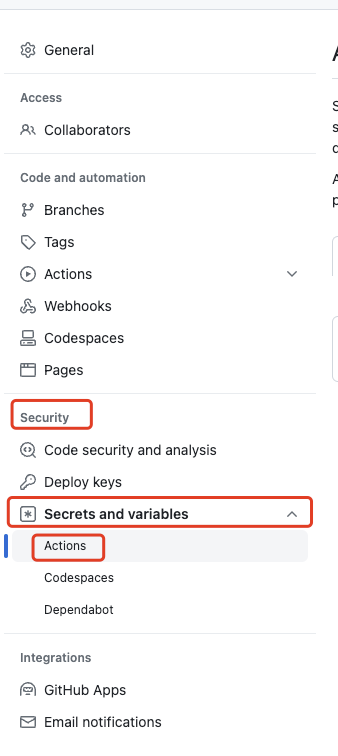 General
Access
Collaborators
Code and automation
Branches
Tags
Actions
Webhooks
Codespaces
Pages
Security
Code security and analysis
Deploy keys
Secrets and variables
Actions
Codespaces
Dependabot
Integrations
GitHub Apps
Email notifications